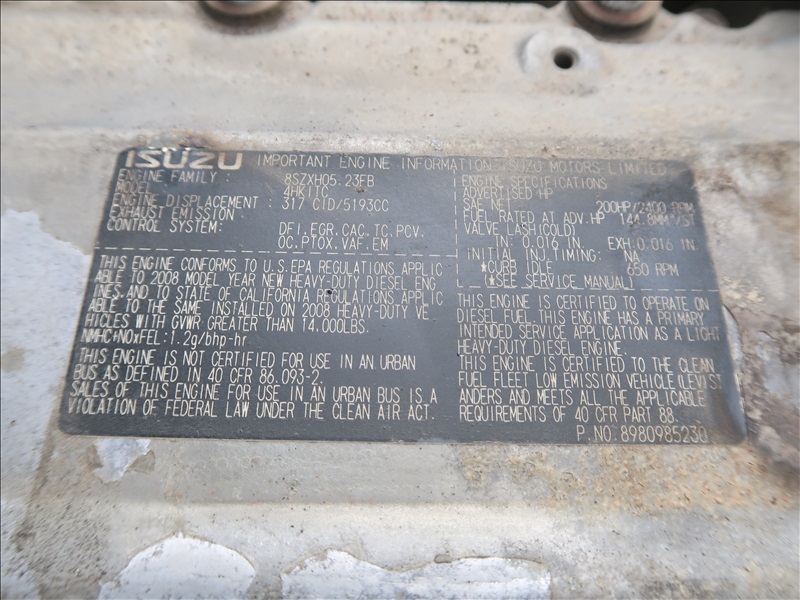 ISUZU IMPORTANT ENGINE INFORMATION ISUZU MOTORS LIMITED
ENGINE FAMILY : 8SZXH05.23FB
MODEL : 4HK1TC
ENGINE DISPLACEMENT : 317 CID/5193CC
EXHAUST EMISSION
CONTROL SYSTEM: DFI.EGR.CAC.TC.PCV.
OC.PTOX.VAF.EM
THIS ENGINE CONFORMS TO U.S.EPA REGULATIONS APPLIC
ABLE TO 2008 MODEL YEAR NEW HEAVY-DUTY DIESEL ENG
INES.AND TO STATE OF CALIFORNIA REGULATIONS APPLIC
ABLE TO THE SAME INSTALLED ON 2008 HEAVY-DUTY VE
HICLES WITH GVWR GREATER THAN 14.000LBS.
NMHC+NOxFEL:1.2g/bhp-hr
THIS ENGINE IS NOT CERTIFIED FOR USE IN AN URBAN
BUS AS DEFINED IN 40 CFR 86.093-2.
SALES OF THIS ENGINE FOR USE IN AN URBAN BUS IS A
VIOLATION OF FEDERAL LAW UNDER THE CLEAN AIR ACT.
ENGINE SPECIFICATIONS
ADVERTISED HP
SAE NET 200HP/2400 RPM
FUEL RATED AT ADV.HP 144.8MM³/ST
VALVE LASH(COLD)
IN: 0.016 IN EXH:0.016 IN
INITIAL INJ.TIMING: NA
*CURB IDLE 650 RPM
(*SEE SERVICE MANUAL)
THIS ENGINE IS CERTIFIED TO OPERATE ON
DIESEL FUEL.THIS ENGINE HAS A PRIMARY
INTENDED SERVICE APPLICATION AS A LIGHT
HEAVY-DUTY DIESEL ENGINE.
THIS ENGINE IS CERTIFIED TO THE CLEAN
FUEL FLEET LOW EMISSION VEHICLE(LEV)ST
ANDERS AND MEETS ALL THE APPLICABLE
REQUIREMENTS OF 40 CFR PART 88.
P.NO.8980985230